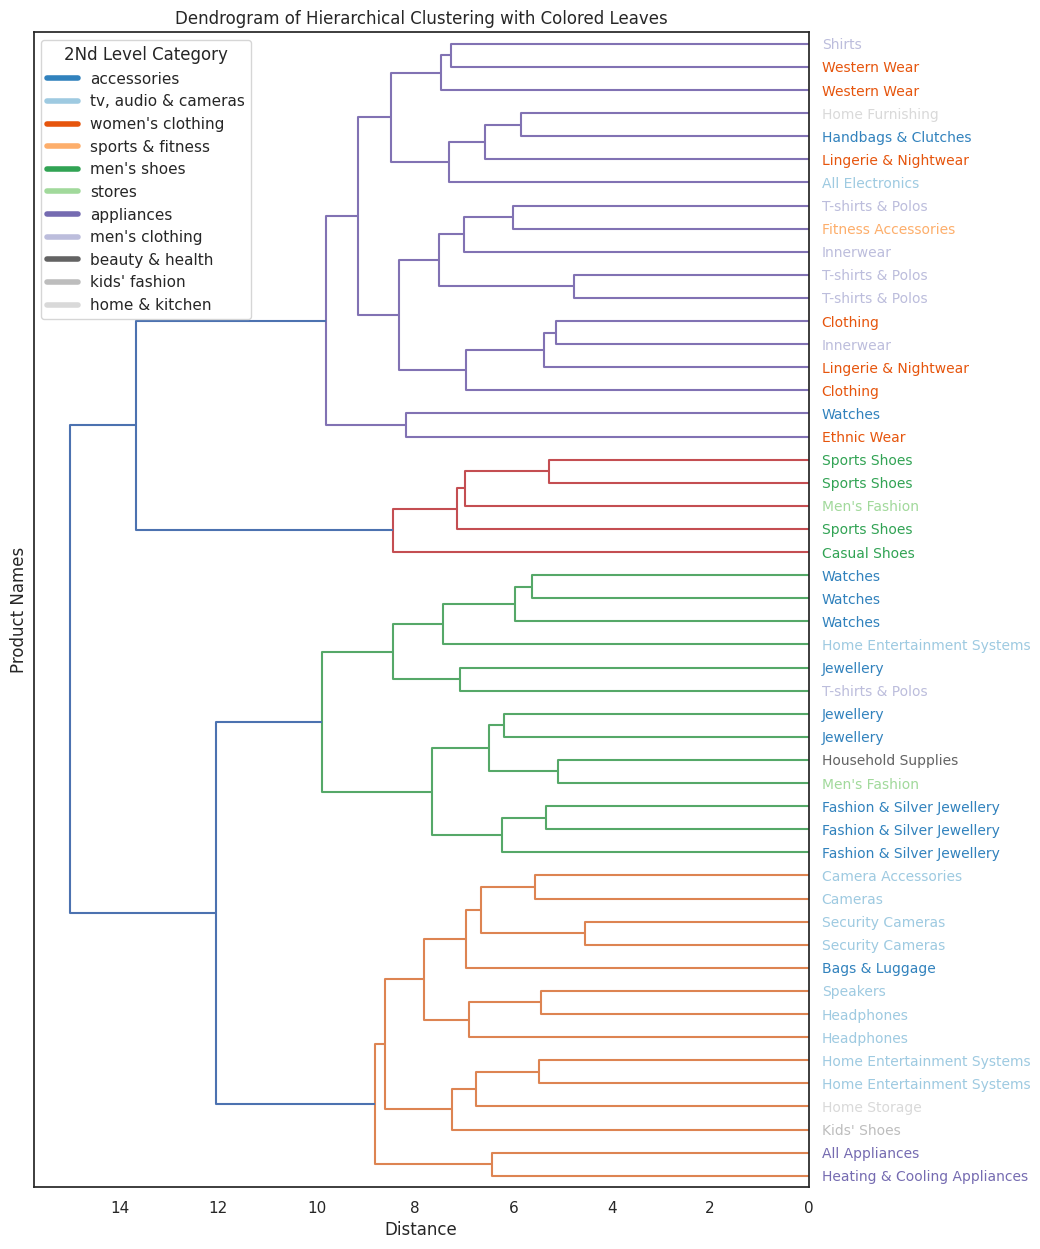 Dendrogram of Hierarchical Clustering with Colored Leaves
2Nd Level Category
accessories
tv, audio & cameras
women's clothing
sports & fitness
men's shoes
stores
appliances
men's clothing
beauty & health
kids' fashion
home & kitchen
Shirts
Western Wear
Western Wear
Home Furnishing
Handbags & Clutches
Lingerie & Nightwear
All Electronics
T-shirts & Polos
Fitness Accessories
Innerwear
T-shirts & Polos
T-shirts & Polos
Clothing
Innerwear
Lingerie & Nightwear
Clothing
Watches
Ethnic Wear
Sports Shoes
Sports Shoes
Men's Fashion
Sports Shoes
Casual Shoes
Watches
Watches
Watches
Home Entertainment Systems
Jewellery
T-shirts & Polos
Jewellery
Jewellery
Household Supplies
Men's Fashion
Fashion & Silver Jewellery
Fashion & Silver Jewellery
Fashion & Silver Jewellery
Camera Accessories
Cameras
Security Cameras
Security Cameras
Bags & Luggage
Speakers
Headphones
Headphones
Home Entertainment Systems
Home Entertainment Systems
Home Storage
Kids' Shoes
All Appliances
Heating & Cooling Appliances
Product Names
14 12 10 8 6 4 2 0
Distance